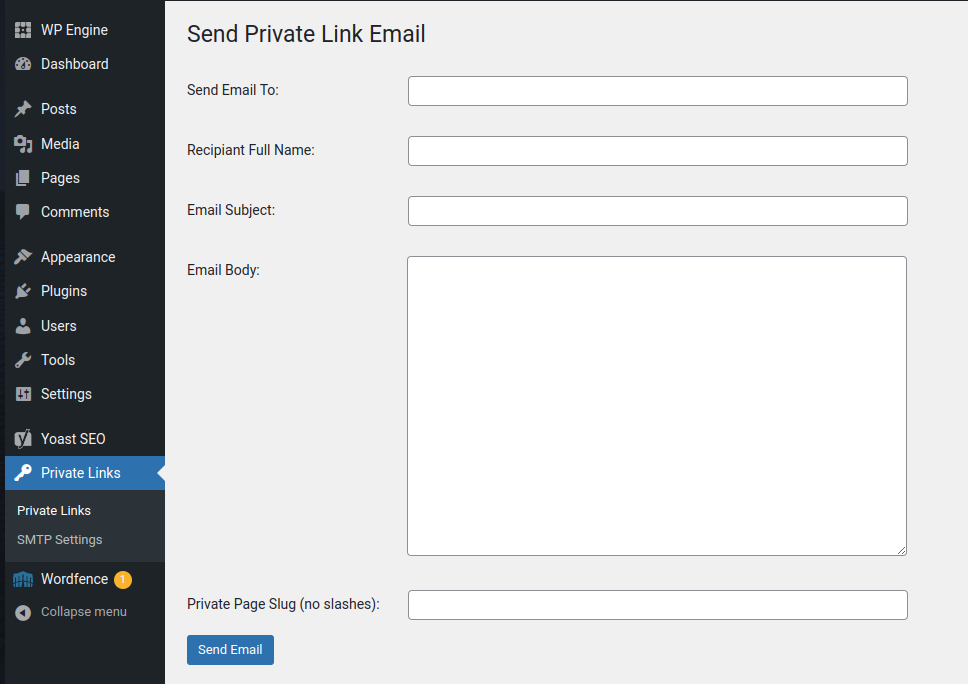 WP Engine
Dashboard
Posts
Media
Pages
Comments
Appearance
Plugins
Users
Tools
Settings
Yoast SEO
Private Links
Private Links
SMTP Settings
Wordfence 1
Collapse menu
Send Private Link Email
Send Email To:
Recipiant Full Name:
Email Subject:
Email Body:
Private Page Slug (no slashes):
Send Email